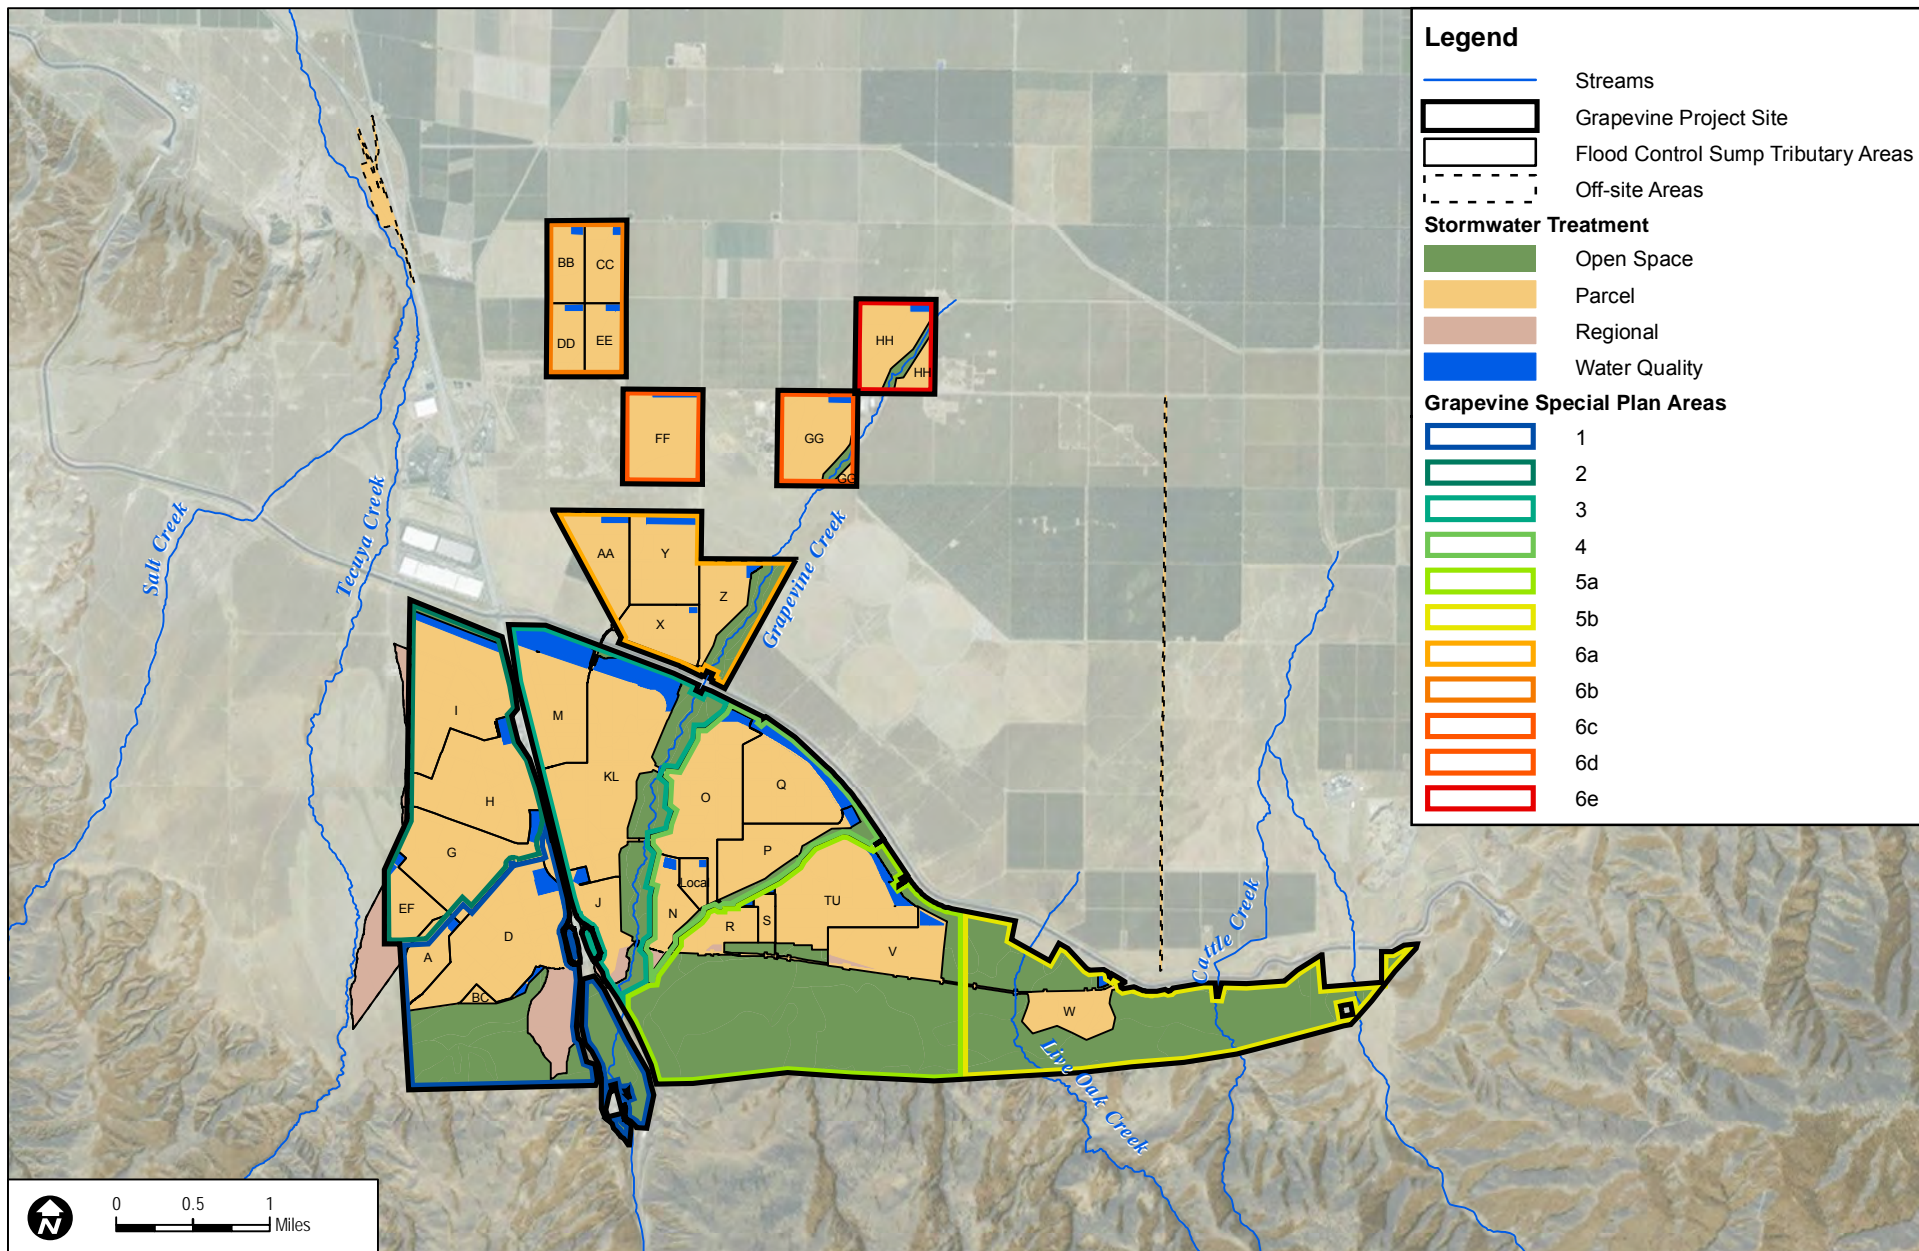 Legend
Streams
Grapevine Project Site
Flood Control Sump Tributary Areas
Off-site Areas
Stormwater Treatment
Open Space
Parcel
Regional
Water Quality
Grapevine Special Plan Areas
1
2
3
4
5a
5b
6a
6b
6c
6d
6e
BB
CC
DD
EE
HH
HH
FF
GG
GG
Salt Creek
Tecuya Creek
Grapevine Creek
AA
Y
Z
X
I
M
KL
H
O
Q
G
P
Local
EF
J
N
R
S
TU
V
A
D
BC
W
Cattle Creek
Live Oak Creek
N
0 0.5 1
Miles